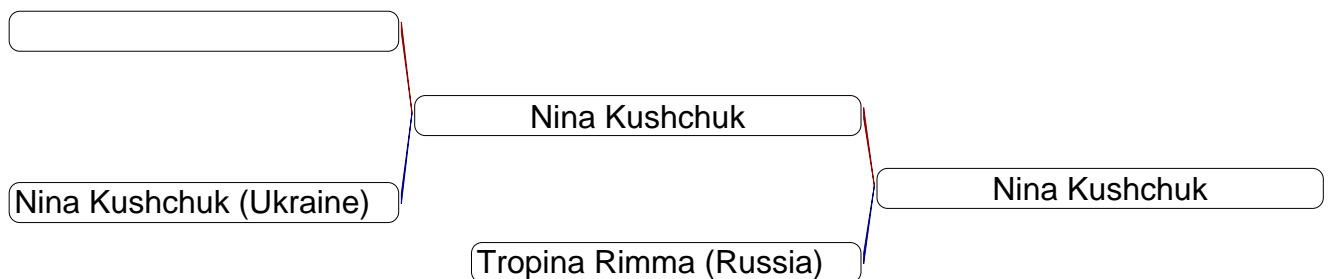 Nina Kushchuk
Nina Kushchuk
Nina Kushchuk (Ukraine)
Tropina Rimma (Russia)